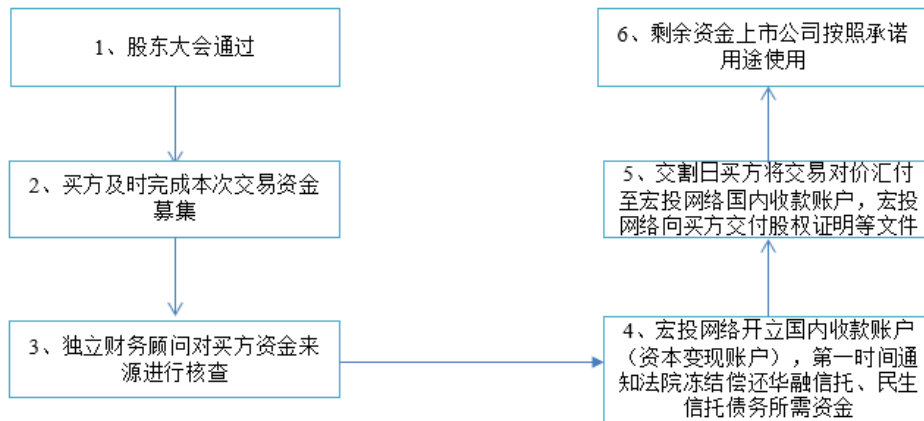 1、股东大会通过
2、买方及时完成本次交易资金
募集
3、独立财务顾问对买方资金来
源进行核查
4、宏投网络开立国内收款账户
（资本变现账户），第一时间通
知法院冻结偿还华融信托、民生
信托债务所需资金
5、交割日买方将交易对价汇付
至宏投网络国内收款账户，宏投
网络向买方交付股权证明等文件
6、剩余资金上市公司按照承诺
用途使用